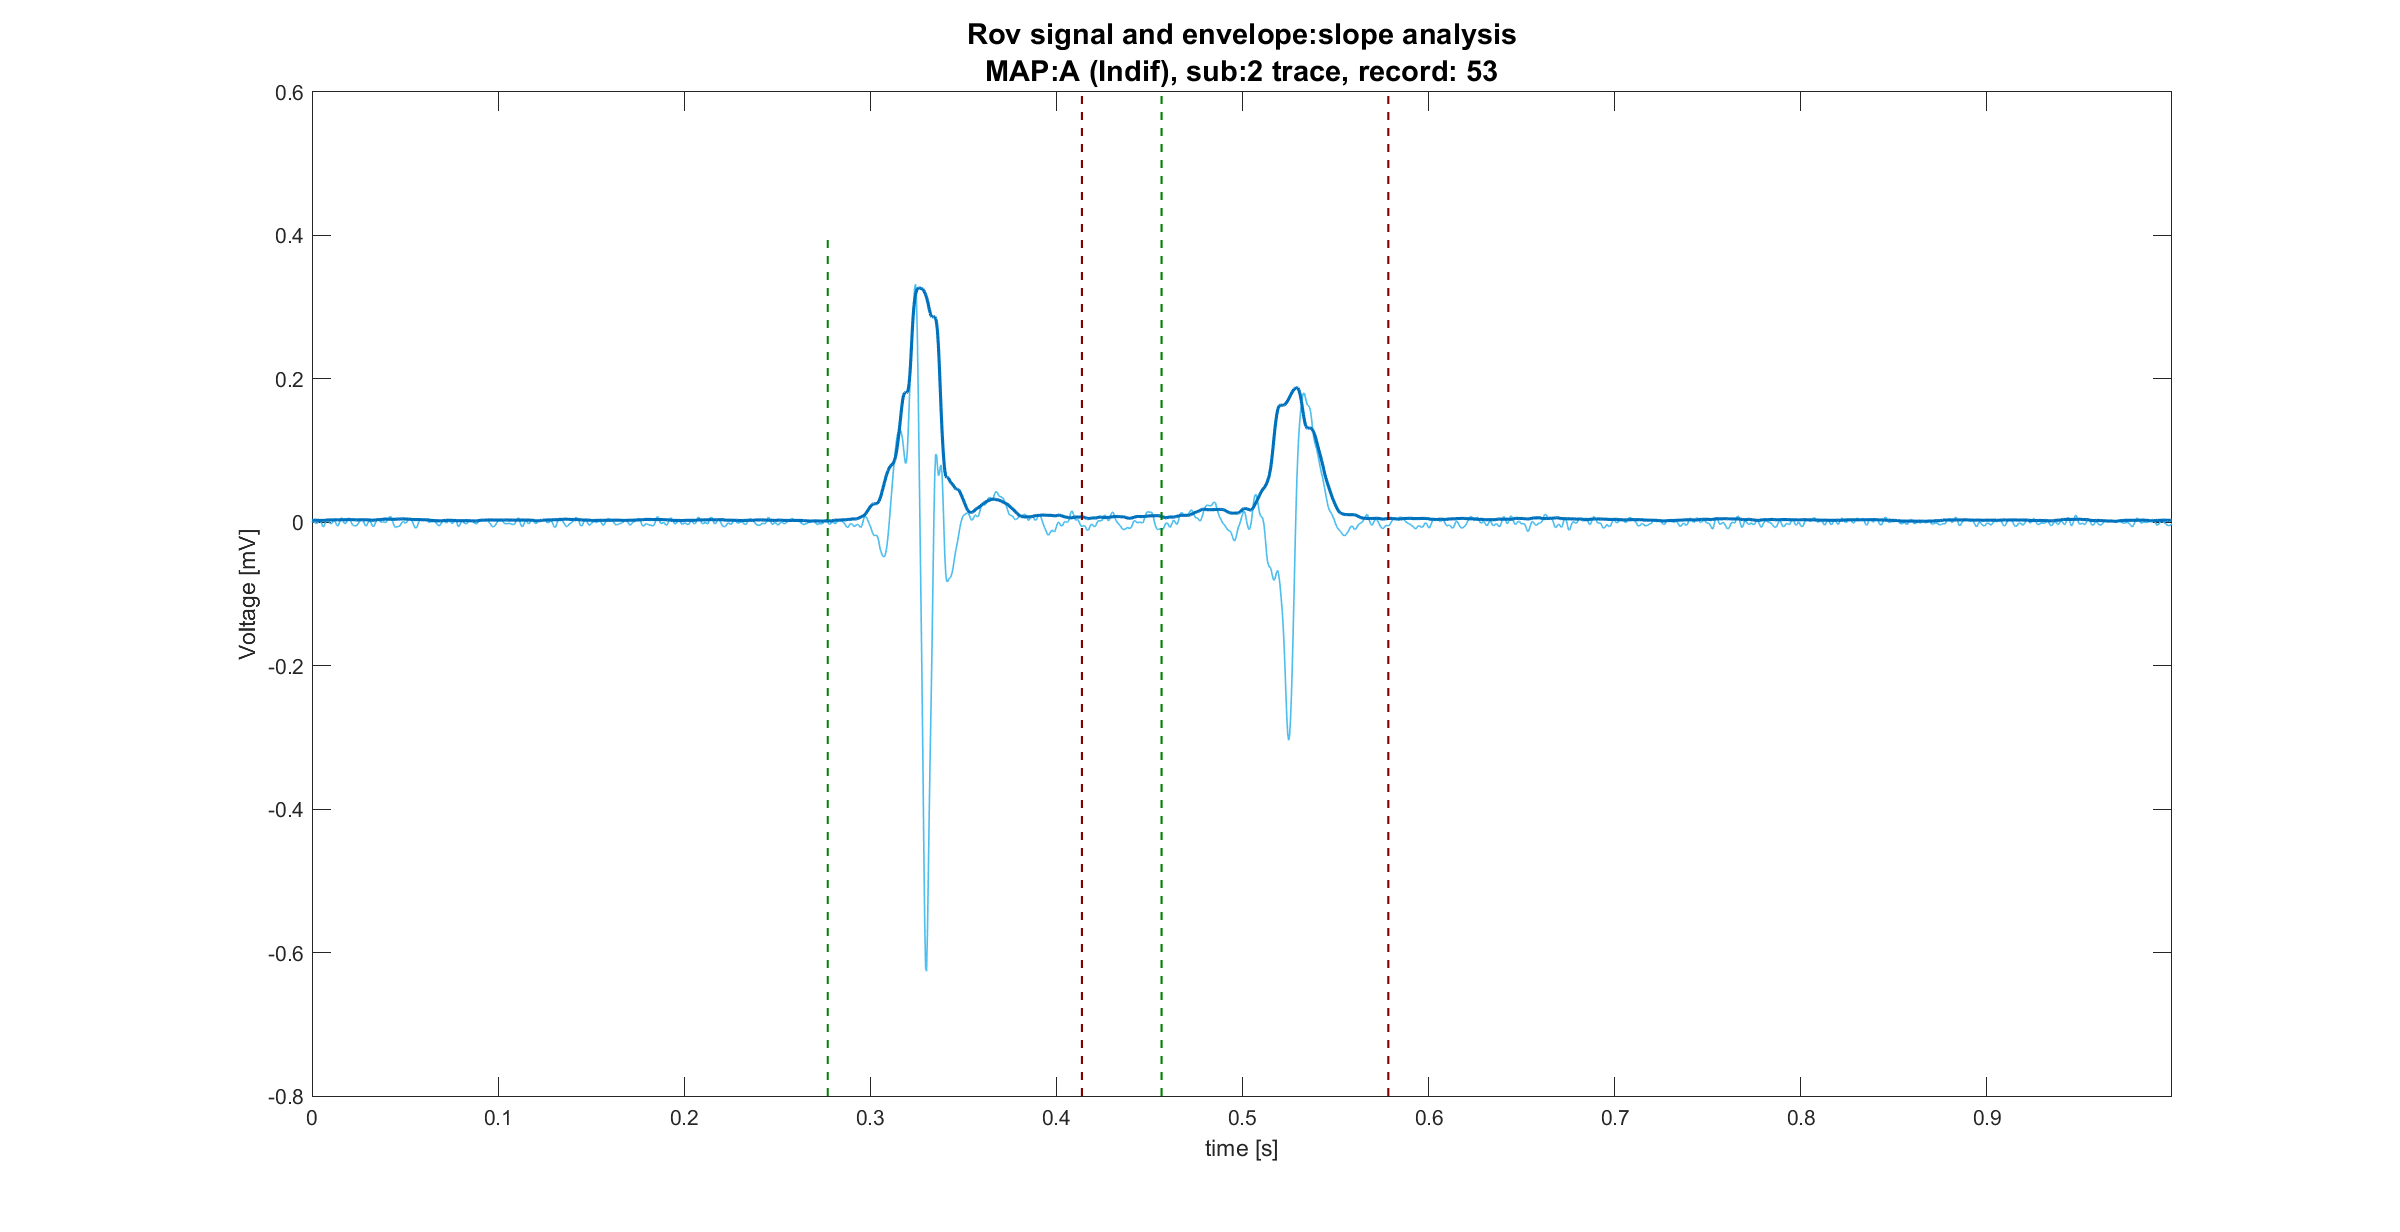 Rov signal and envelope:slope analysis
MAP:A (Indif), sub:2 trace, record: 53
0.6
0.4
0.2
0
-0.2
-0.4
-0.6
-0.8
Voltage [mV]
0 0.1 0.2 0.3 0.4 0.5 0.6 0.7 0.8 0.9
time [s]